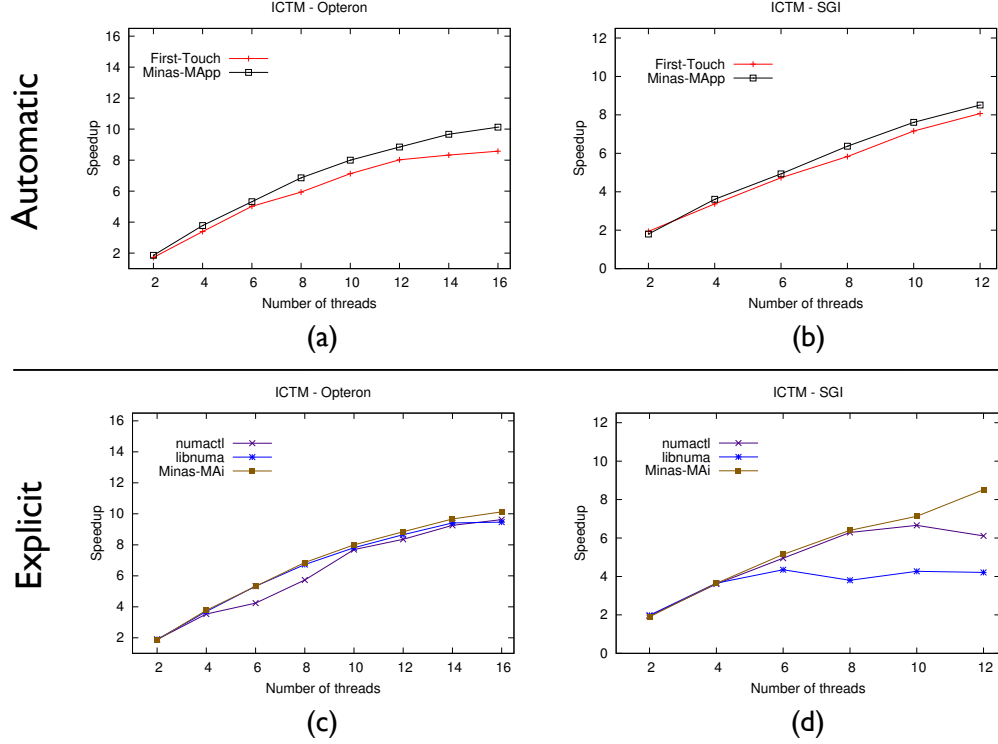 Automatic
ICTM - Opteron
16
14
12
10
8
6
4
2
Speedup
First-Touch
Minas-MApp
2 4 6 8 10 12 14 16
Number of threads
(a)
ICTM - SGI
12
10
8
6
4
2
0
Speedup
First-Touch
Minas-MApp
2 4 6 8 10 12
Number of threads
(b)
Explicit
ICTM - Opteron
16
14
12
10
8
6
4
2
Speedup
numactl
libnuma
Minas-MAi
2 4 6 8 10 12 14 16
Number of threads
(c)
ICTM - SGI
12
10
8
6
4
2
0
Speedup
numactl
libnuma
Minas-MAi
2 4 6 8 10 12
Number of threads
(d)